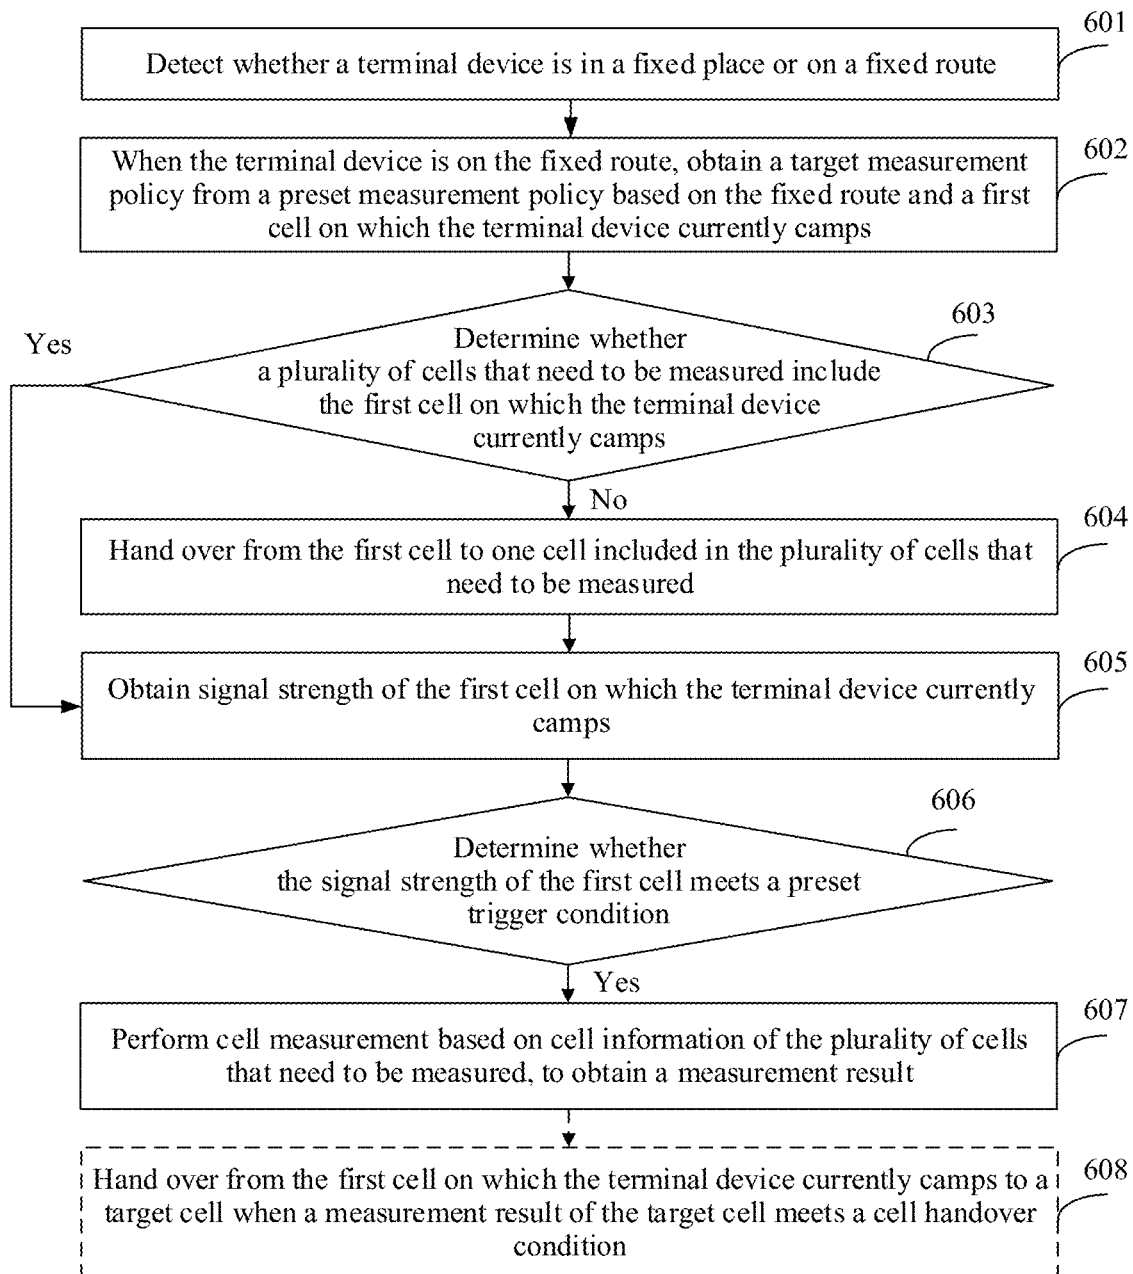 601
Detect whether a terminal device is in a fixed place or on a fixed route
602
When the terminal device is on the fixed route, obtain a target measurement
policy from a preset measurement policy based on the fixed route and a first
cell on which the terminal device currently camps
603
Yes
Determine whether
a plurality of cells that need to be measured include
the first cell on which the terminal device
currently camps
No
604
Hand over from the first cell to one cell included in the plurality of cells that
need to be measured
605
Obtain signal strength of the first cell on which the terminal device currently
camps
606
Determine whether
the signal strength of the first cell meets a preset
trigger condition
Yes
607
Perform cell measurement based on cell information of the plurality of cells
that need to be measured, to obtain a measurement result
608
Hand over from the first cell on which the terminal device currently camps to a
target cell when a measurement result of the target cell meets a cell handover
condition